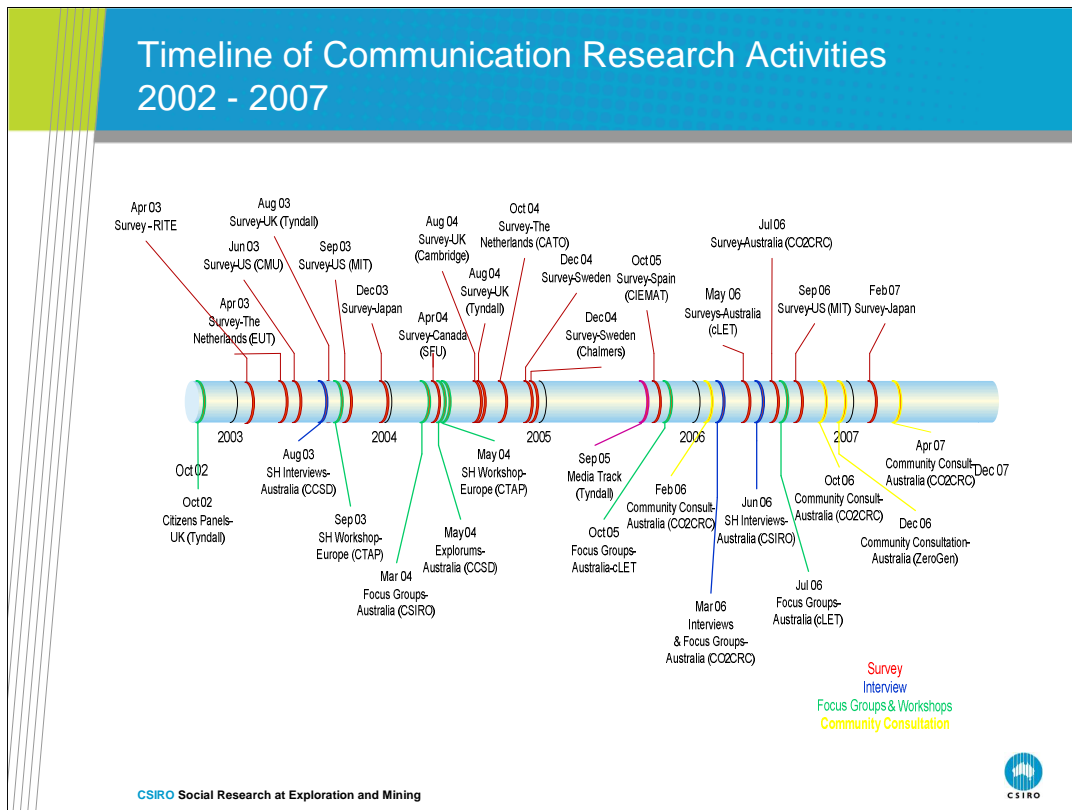 Timeline of Communication Research Activities
2002 - 2007
Apr 03
Survey -RITE
Aug 03
Survey-UK (Tyndall)
Jun 03
Survey-US (CMU)
Sep 03
Survey-US (MIT)
Apr 03
Survey-The
Netherlands (EUT)
Dec 03
Survey-Japan
Aug 04
Survey-UK
(Cambridge)
Apr 04
Survey-Canada
(SFU)
Oct 04
Survey-The
Netherlands (CATO)
Aug 04
Survey-UK
(Tyndall)
Dec 04
Survey-Sweden
Dec 04
Survey-Sweden
(Chalmers)
Oct 05
Survey-Spain
(CIEMAT)
Jul 06
Survey-Australia (CO2CRC)
May 06
Surveys-Australia
(cLET)
Sep 06
Survey-US (MIT)
Feb 07
Survey-Japan
2003
2004
2005
2006
2007
Oct 02
Dec 07
Oct 02
Citizens Panels-
UK (Tyndall)
Aug 03
SH Interviews-
Australia (CCSD)
Sep 03
SH Workshop-
Europe (CTAP)
Mar 04
Focus Groups-
Australia (CSIRO)
May 04
SH Workshop-
Europe (CTAP)
May 04
Explorums-
Australia (CCSD)
Sep 05
Media Track
(Tyndall)
Oct 05
Focus Groups-
Australia-cLET
Feb 06
Community Consult-
Australia (CO2CRC)
Mar 06
Interviews
& Focus Groups-
Australia (CO2CRC)
Jun 06
SH Interviews-
Australia (CSIRO)
Jul 06
Focus Groups-
Australia (cLET)
Oct 06
Community Consult-
Australia (CO2CRC)
Dec 06
Community Consultation-
Australia (ZeroGen)
Apr 07
Community Consult-
Australia (CO2CRC)
Survey
Interview
Focus Groups & Workshops
Community Consultation
CSIRO Social Research at Exploration and Mining
CSIRO